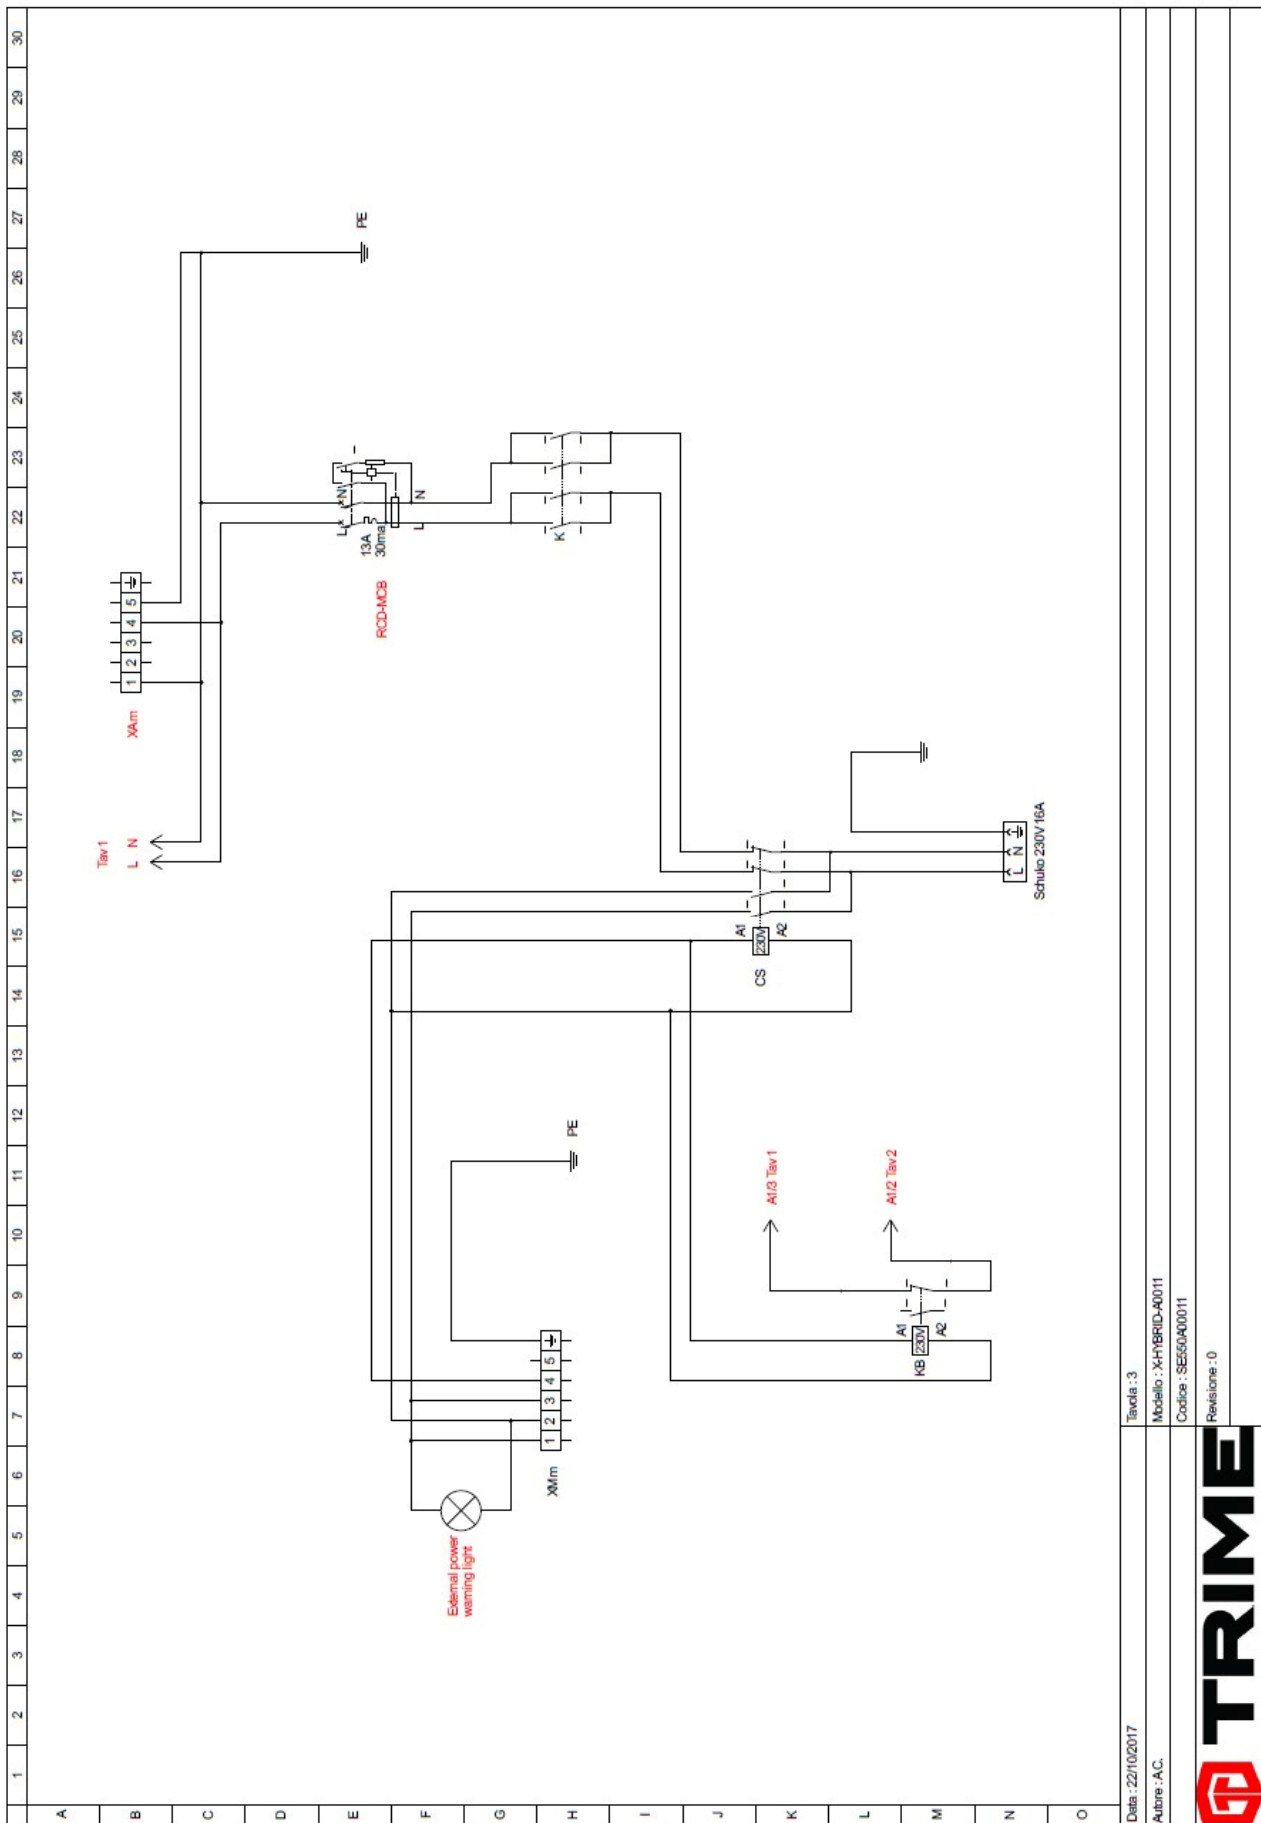 1 2 3 4 5 6 7 8 9 10 11 12 13 14 15 16 17 18 19 20 21 22 23 24 25 26 27 28 29 30
A
B
C
D
E
F
G
H
I
J
K
L
M
N
O
Tav 1
L N
XAm
1 2 3 4 5
PE
L N
13A
30ma
RCD-MCB
L N
K
External power
warning light
XMm
1 2 3 4 5
PE
A1
230V
A2
CS
A1/3 Tav 1
A1/2 Tav 2
A1
KB 230V
A2
L N
Schuko 230V 16A
Data : 22/10/2017
Autore : A.C.
Tavola : 3
Modello : X-HYBRID-A0011
Codice : SE550A00011
Revisione : 0
TRIME